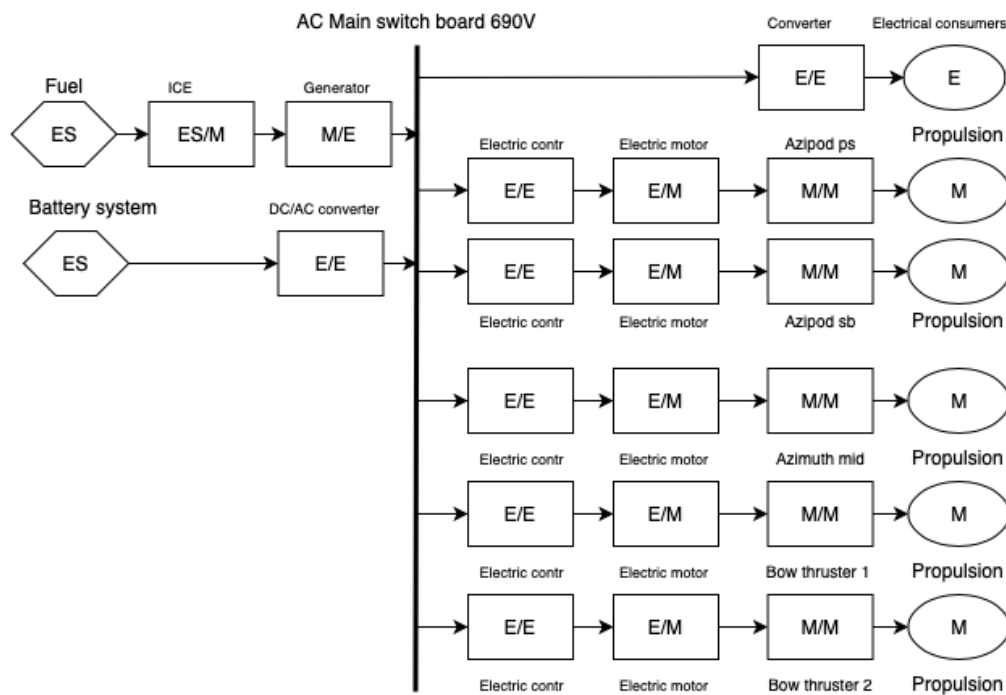 AC Main switch board 690V
Converter Electrical consumers
E/E E
Fuel ICE Generator
ES ES/M M/E
Propulsion
Electric contr Electric motor Azipod ps
E/E E/M M/M M
Battery system DC/AC converter
ES E/E
E/E E/M M/M M
Electric contr Electric motor Azipod sb Propulsion
E/E E/M M/M M
Electric contr Electric motor Azimuth mid Propulsion
E/E E/M M/M M
Electric contr Electric motor Bow thruster 1 Propulsion
E/E E/M M/M M
Electric contr Electric motor Bow thruster 2 Propulsion